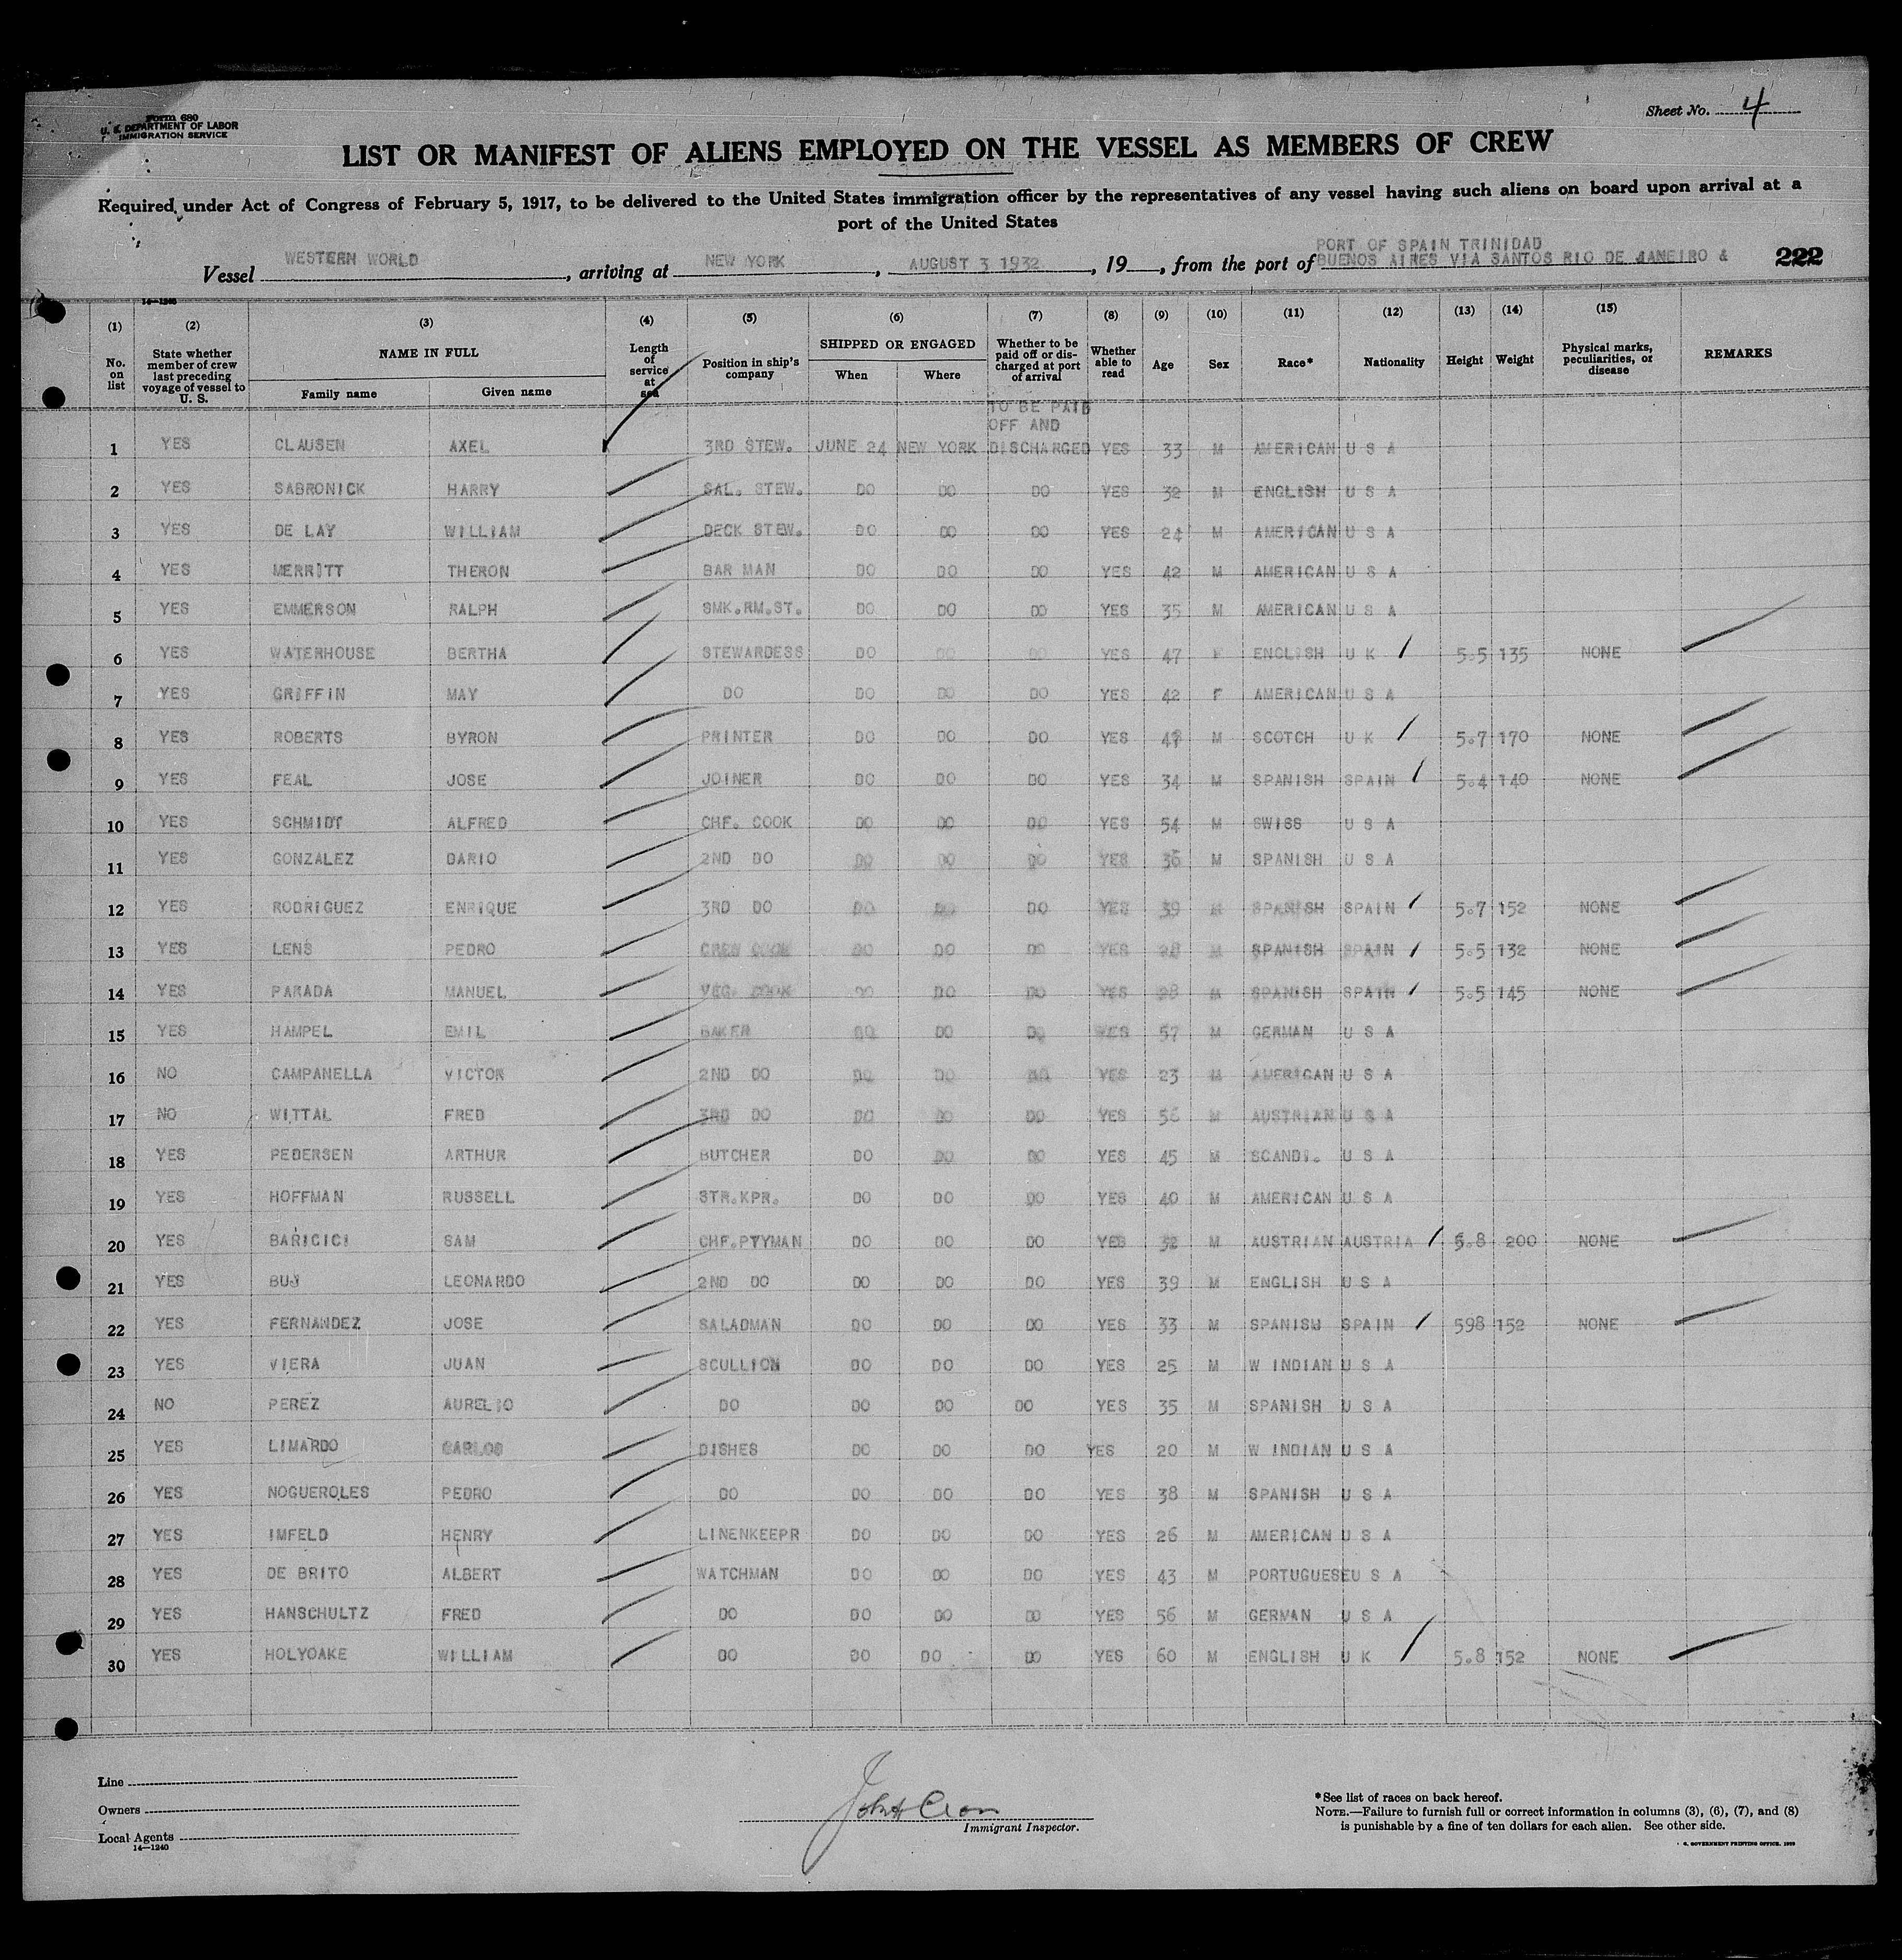 Form 680
U. S. DEPARTMENT OF LABOR
IMMIGRATION SERVICE
Sheet No. 4
LIST OR MANIFEST OF ALIENS EMPLOYED ON THE VESSEL AS MEMBERS OF CREW
Required under Act of Congress of February 5, 1917, to be delivered to the United States immigration officer by the representatives of any vessel having such aliens on board upon arrival at a
port of the United States
PORT OF SPAIN TRINIDAD
Vessel WESTERN WORLD, arriving at NEW YORK, AUGUST 3 1932, 19, from the port of BUENOS AIRES VIA SANTOS RIO DE JANEIRO & 222
14—1240
(1) (2) (3) (4) (5) (6) (7) (8) (9) (10) (11) (12) (13) (14) (15)
No. on list State whether member of crew last preceding voyage of vessel to U. S. NAME IN FULL Family name Given name Length of service at sea Position in ship's company SHIPPED OR ENGAGED When Where Whether to be paid off or discharged at port of arrival Whether able to read Age Sex Race* Nationality Height Weight Physical marks, peculiarities, or disease REMARKS
TO BE PAID
OFF AND
1 YES CLAUSEN AXEL 3RD STEW. JUNE 24 NEW YORK DISCHARGED YES 33 M AMERICAN U S A
2 YES SABRONICK HARRY SAL. STEW. DO DO DO YES 32 M ENGLISH U S A
3 YES DE LAY WILLIAM DECK STEW. DO DO DO YES 24 M AMERICAN U S A
4 YES MERRITT THERON BAR MAN DO DO DO YES 42 M AMERICAN U S A
5 YES EMMERSON RALPH SMK.RM.ST. DO DO DO YES 35 M AMERICAN U S A
6 YES WATERHOUSE BERTHA STEWARDESS DO DO DO YES 47 F ENGLISH U K 5.5 135 NONE
7 YES GRIFFIN MAY DO DO DO DO YES 42 F AMERICAN U S A
8 YES ROBERTS BYRON PRINTER DO DO DO YES M SCOTCH U K 5.7 170 NONE
9 YES FEAL JOSE JOINER DO DO DO YES 34 M SPANISH SPAIN 5.4 140 NONE
10 YES SCHMIDT ALFRED CHF. COOK DO DO DO YES 54 M SWISS U S A
11 YES GONZALEZ DARIO 2ND DO DO DO DO YES 36 M SPANISH U S A
12 YES RODRIGUEZ ENRIQUE 3RD DO DO DO DO YES 39 M SPANISH SPAIN 5.7 152 NONE
13 YES LENS PEDRO CREW COOK DO DO DO YES 28 M SPANISH SPAIN 5.5 132 NONE
14 YES PARADA MANUEL VEG. COOK DO DO DO YES 28 M SPANISH SPAIN 5.5 145 NONE
15 YES HAMPEL EMIL BAKER DO DO DO YES 57 M GERMAN U S A
16 NO CAMPANELLA VICTOR 2ND DO DO DO DO YES 23 M AMERICAN U S A
17 NO WITTAL FRED 3RD DO DO DO DO YES 56 M AUSTRIAN U S A
18 YES PEDERSEN ARTHUR BUTCHER DO DO DO YES 45 M SCANDI. U S A
19 YES HOFFMAN RUSSELL STR.KPR. DO DO DO YES 40 M AMERICAN U S A
20 YES BARICICI SAM CHF.PTYMAN DO DO DO YES 32 M AUSTRIAN AUSTRIA 5.8 200 NONE
21 YES BUJ LEONARDO 2ND DO DO DO DO YES 39 M ENGLISH U S A
22 YES FERNANDEZ JOSE SALADMAN DO DO DO YES 33 M SPANISH SPAIN 598 152 NONE
23 YES VIERA JUAN SCULLION DO DO DO YES 25 M W INDIAN U S A
24 NO PEREZ AURELIO DO DO DO DO YES 35 M SPANISH U S A
25 YES LIMARDO CARLOS DISHES DO DO DO YES 20 M W INDIAN U S A
26 YES NOGUEROLES PEDRO DO DO DO DO YES 38 M SPANISH U S A
27 YES IMFELD HENRY LINENKEEPR DO DO DO YES 26 M AMERICAN U S A
28 YES DE BRITO ALBERT WATCHMAN DO DO DO YES 43 M PORTUGUESE U S A
29 YES HANSCHULTZ FRED DO DO DO DO YES 56 M GERMAN U S A
30 YES HOLYOAKE WILLIAM DO DO DO DO YES 60 M ENGLISH U K 5.8 152 NONE
Line
Owners
Local Agents
14—1240
Immigrant Inspector.
*See list of races on back hereof.
NOTE.—Failure to furnish full or correct information in columns (3), (6), (7), and (8)
is punishable by a fine of ten dollars for each alien. See other side.